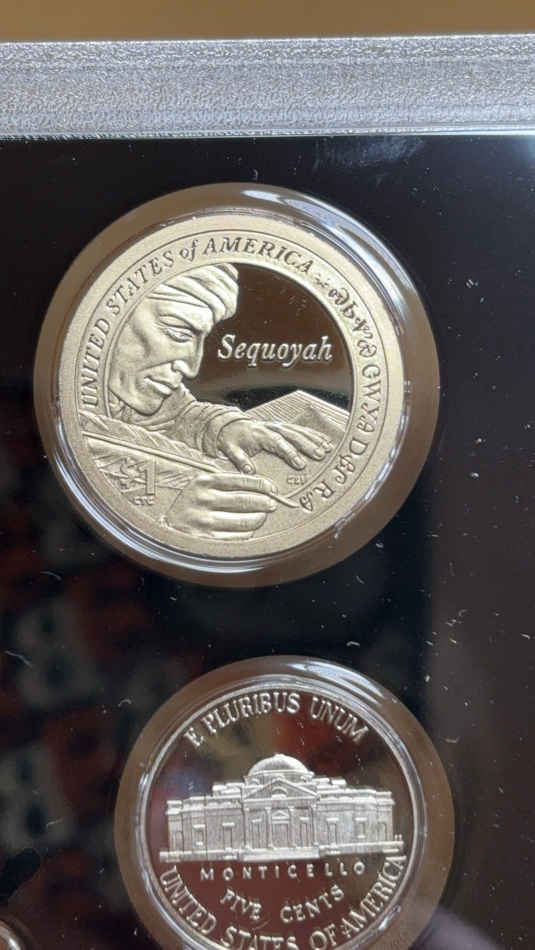 UNITED STATES of AMERICA
Sequoyah
$1
E PLURIBUS UNUM
MONTICELLO
FIVE CENTS
UNITED STATES OF AMERICA